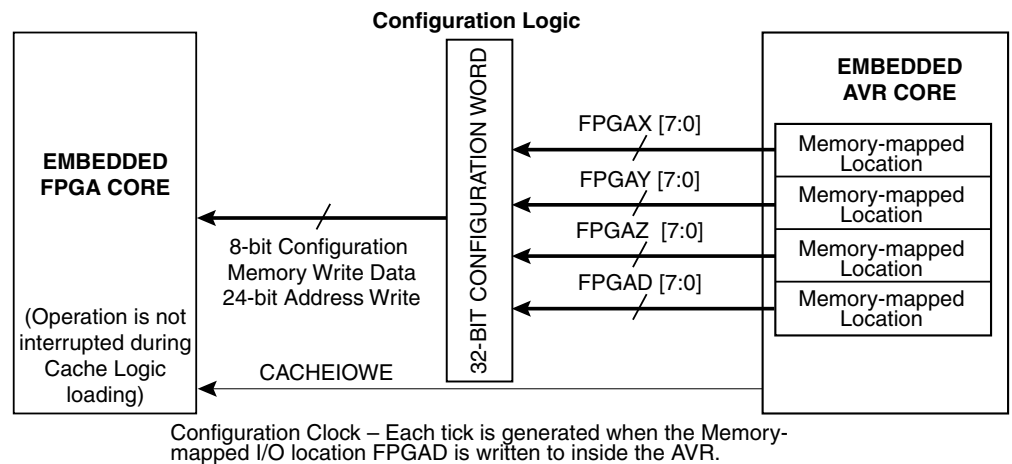 Configuration Logic
EMBEDDED
FPGA CORE
(Operation is not
interrupted during
Cache Logic
loading)
8-bit Configuration
Memory Write Data
24-bit Address Write
CACHEIOWE
32-BIT CONFIGURATION WORD
FPGAX [7:0]
FPGAY [7:0]
FPGAZ [7:0]
FPGAD [7:0]
EMBEDDED
AVR CORE
Memory-mapped
Location
Memory-mapped
Location
Memory-mapped
Location
Memory-mapped
Location
Configuration Clock – Each tick is generated when the Memory-
mapped I/O location FPGAD is written to inside the AVR.